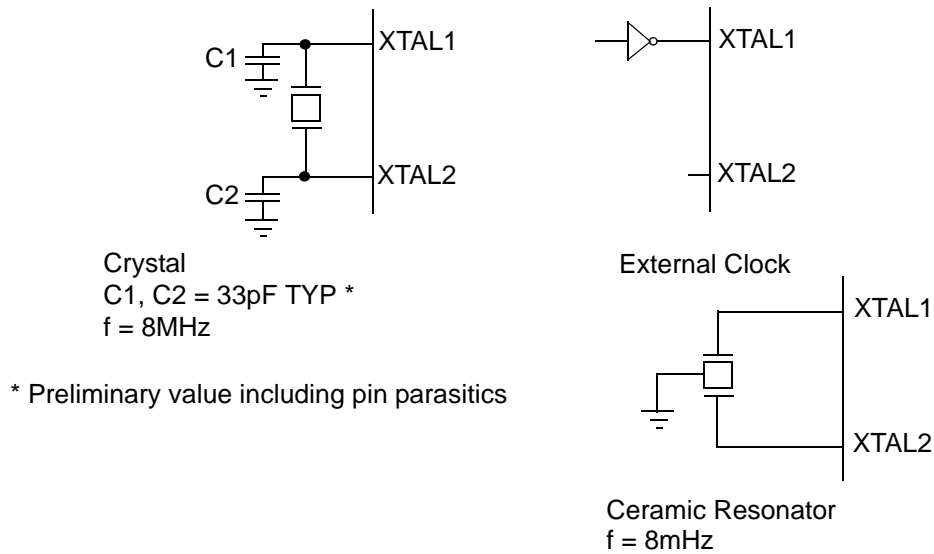 C1
XTAL1
C2
XTAL2
Crystal
C1, C2 = 33pF TYP *
f = 8MHz
* Preliminary value including pin parasitics
XTAL1
XTAL2
External Clock
XTAL1
XTAL2
Ceramic Resonator
f = 8mHz